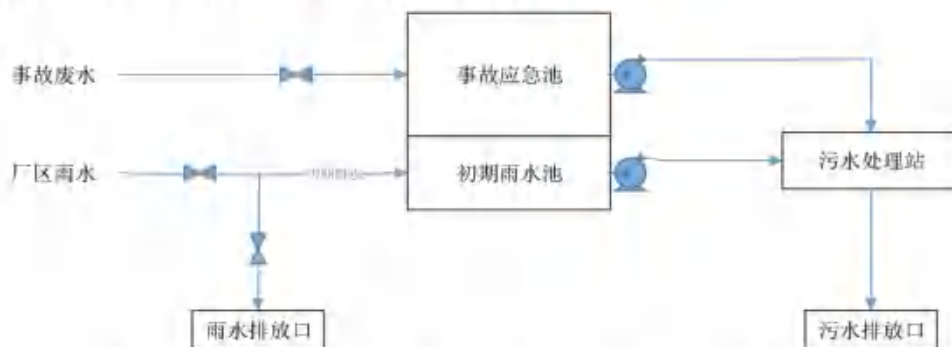 事故废水
事故应急池
厂区雨水
初期雨水池
污水处理站
雨水排放口
污水排放口